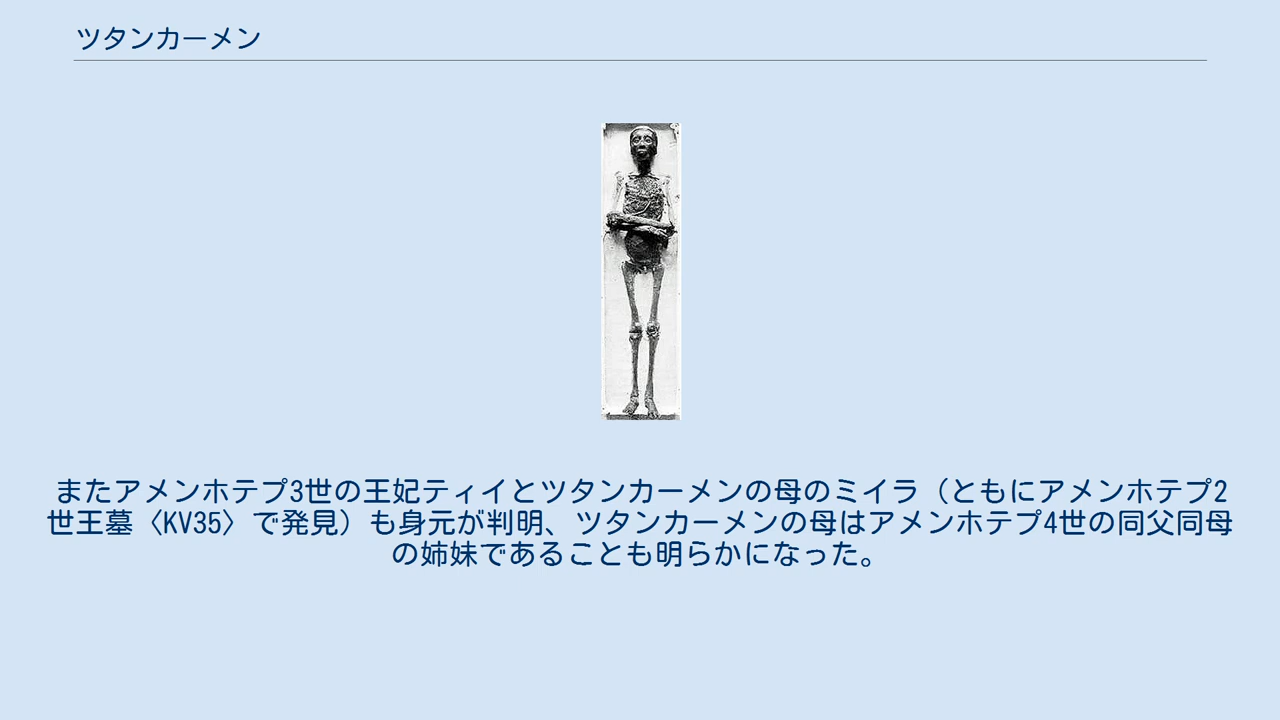 ツタンカーメン
またアメンホテプ3世の王妃ティイとツタンカーメンの母のミイラ（ともにアメンホテプ2
世王墓〈KV35〉で発見）も身元が判明、ツタンカーメンの母はアメンホテプ4世の同父同母
の姉妹であることも明らかになった。